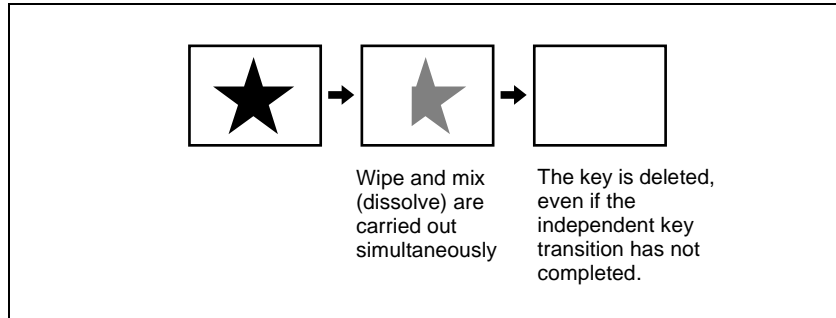 Wipe and mix
(dissolve) are
carried out
simultaneously
The key is deleted,
even if the
independent key
transition has not
completed.